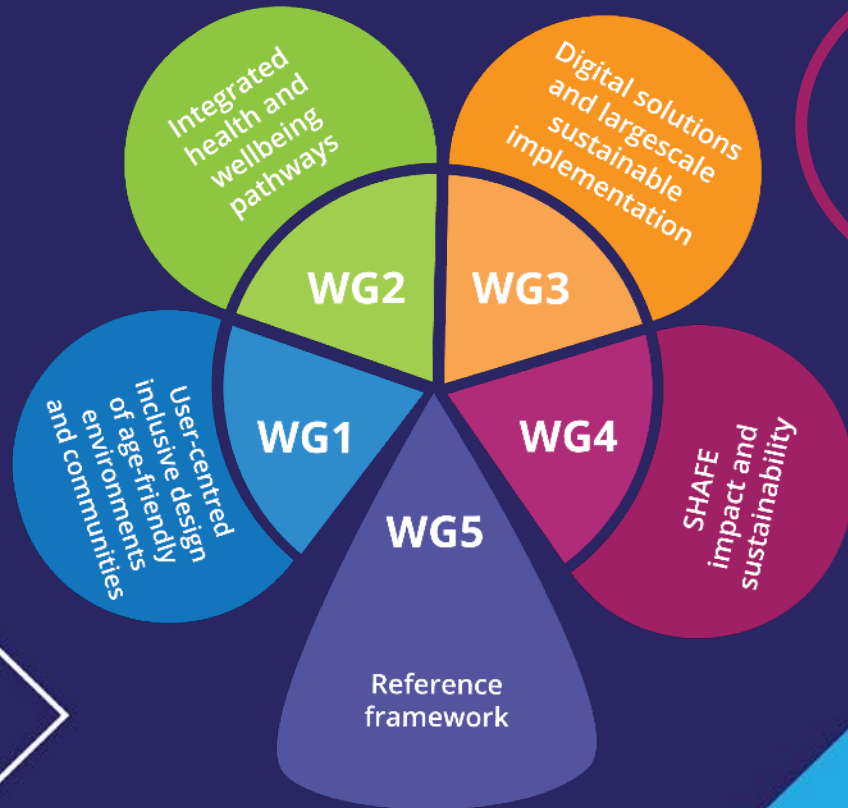 Integrated
health and
wellbeing
pathways
WG2
Digital solutions
and largescale
sustainable
implementation
WG3
User-centred
inclusive design
of age-friendly
environments
and communities
WG1
WG4
SHAFE
impact and
sustainability
WG5
Reference
framework